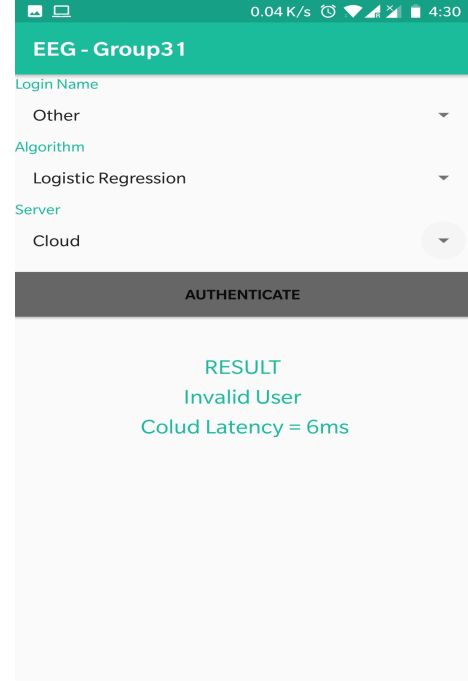 0.04 K/s 4:30
EEG - Group31
Login Name
Other
Algorithm
Logistic Regression
Server
Cloud
AUTHENTICATE
RESULT
Invalid User
Colud Latency = 6ms